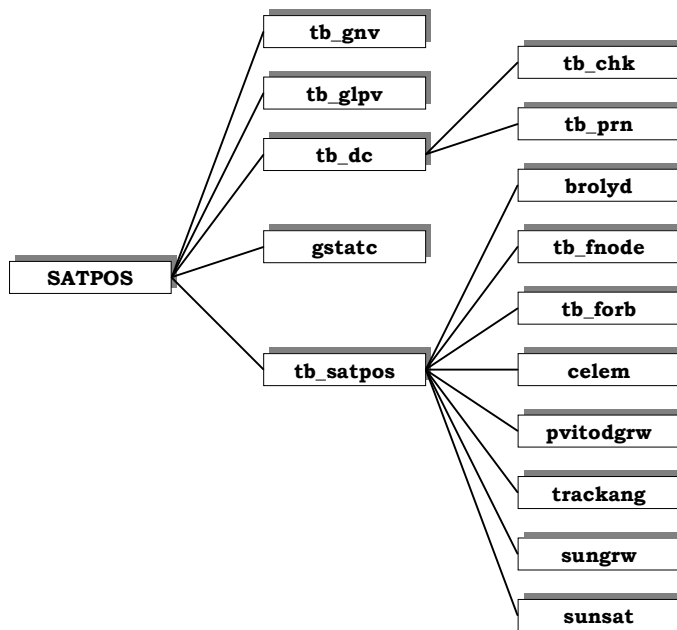 tb_gnv
tb_chk
tb_glpv
tb_prn
tb_dc
brolyd
gstatc
tb_fnode
SATPOS
tb_forb
tb_satpos
celem
pvitodgrw
trackang
sungrw
sunsat